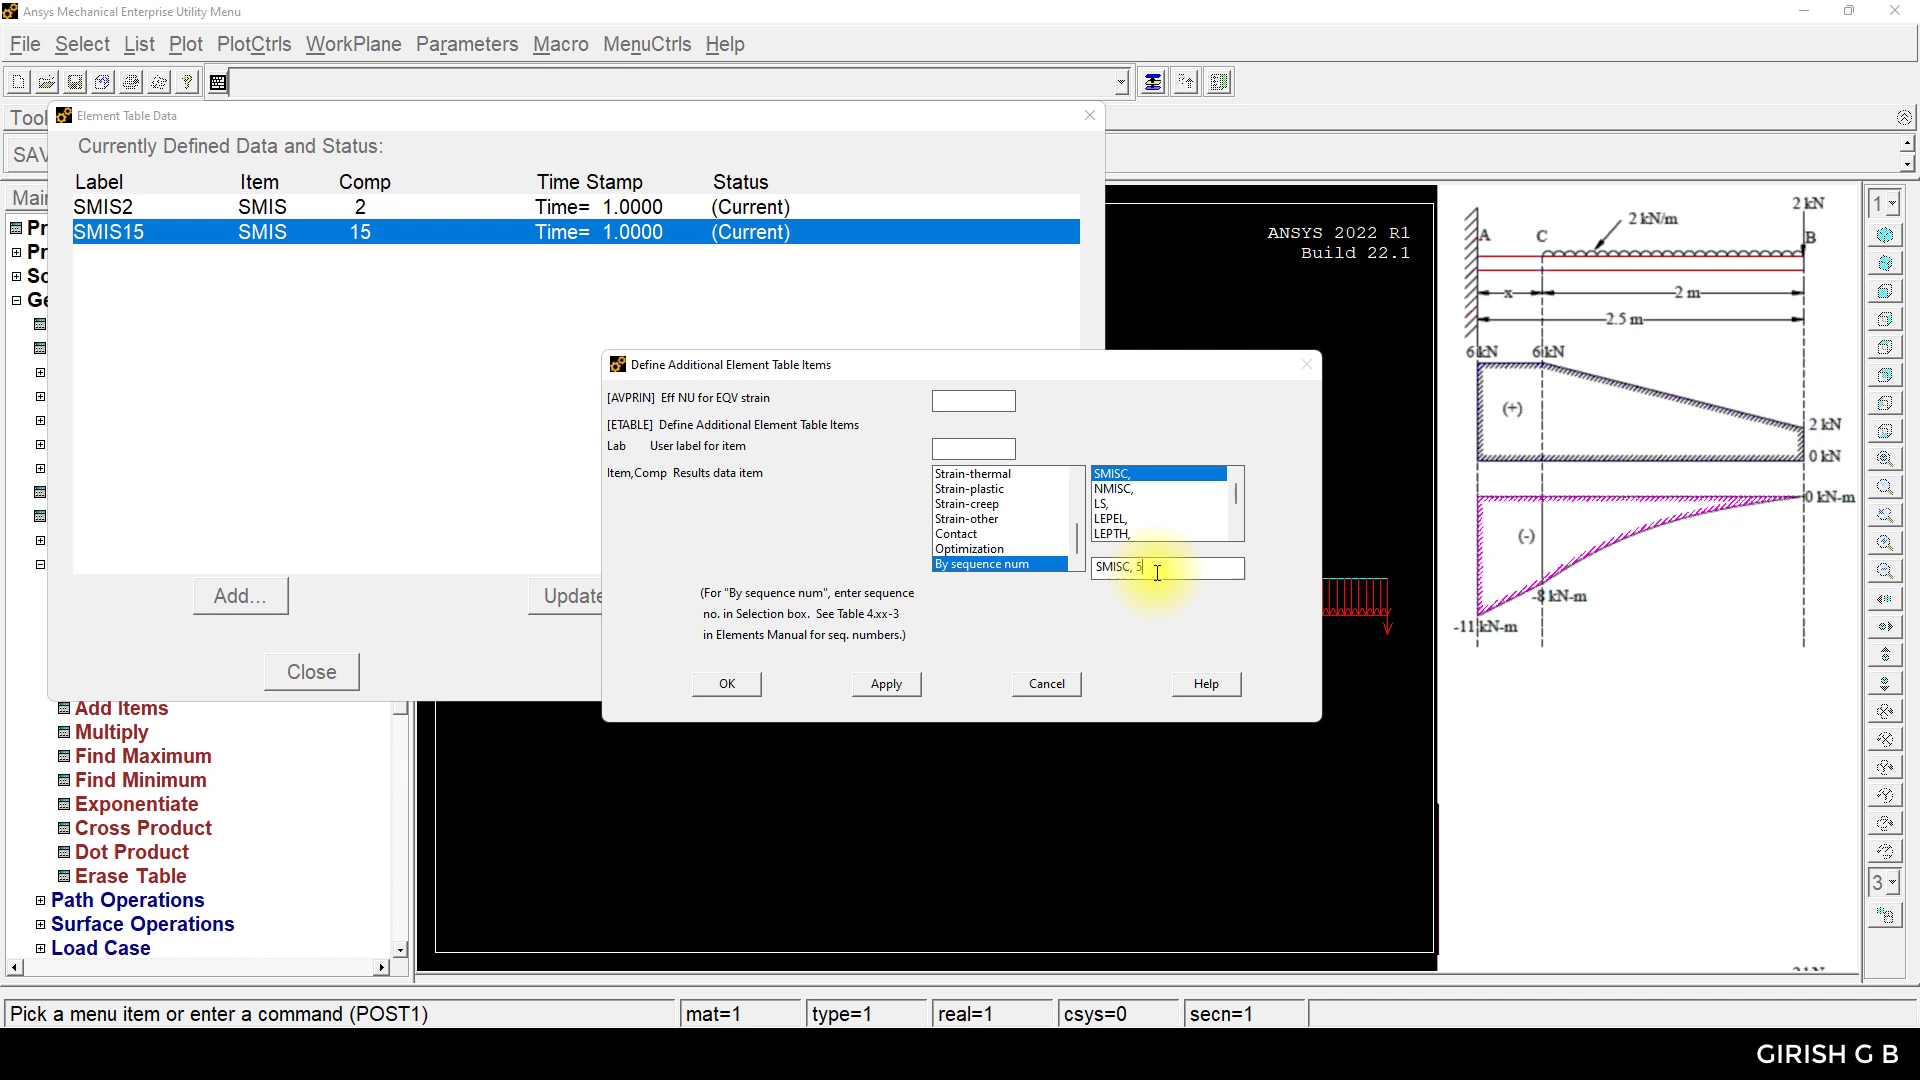 Ansys Mechanical Enterprise Utility Menu
File Select List Plot PlotCtrls WorkPlane Parameters Macro MenuCtrls Help
Tool
Element Table Data
SAV
Currently Defined Data and Status:
Label Item Comp Time Stamp Status
SMIS2 SMIS 2 Time= 1.0000 (Current)
SMIS15 SMIS 15 Time= 1.0000 (Current)
Add...
Update
Close
Main
Pr
Pr
So
Ge
Add Items
Multiply
Find Maximum
Find Minimum
Exponentiate
Cross Product
Dot Product
Erase Table
Path Operations
Surface Operations
Load Case
Define Additional Element Table Items
[AVPRIN] Eff NU for EQV strain
[ETABLE] Define Additional Element Table Items
Lab User label for item
Item,Comp Results data item
Strain-thermal
Strain-plastic
Strain-creep
Strain-other
Contact
Optimization
By sequence num
SMISC,
NMISC,
LS,
LEPEL,
LEPTH,
SMISC, 5
(For "By sequence num", enter sequence
no. in Selection box. See Table 4.xx-3
in Elements Manual for seq. numbers.)
OK Apply Cancel Help
ANSYS 2022 R1
Build 22.1
2 kN
2 kN/m
A C B
x 2 m
2.5 m
6 kN 6 kN
(+)
2 kN
0 kN
0 kN-m
(-)
-8 kN-m
-11 kN-m
1
3
Pick a menu item or enter a command (POST1) mat=1 type=1 real=1 csys=0 secn=1
GIRISH G B